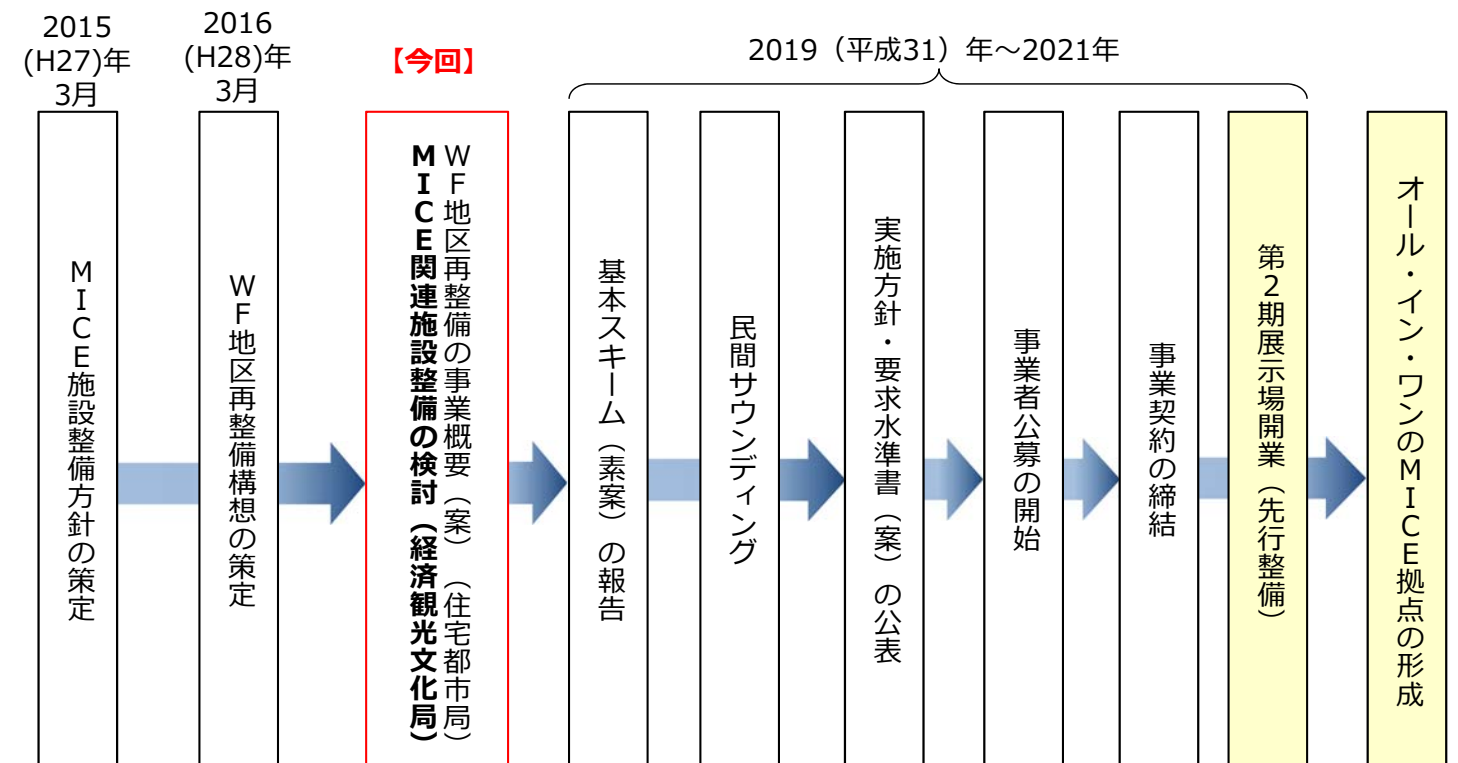 2015
(H27)年
3月
2016
(H28)年
3月
【今回】
2019（平成31）年～2021年
MICE施設整備方針の策定
WF地区再整備構想の策定
WF地区再整備の事業概要（案）（住宅都市局）
MICE関連施設整備の検討（経済観光文化局）
基本スキーム（素案）の報告
民間サウンディング
実施方針・要求水準書（案）の公表
事業者公募の開始
事業契約の締結
第2期展示場開業（先行整備）
オール・イン・ワンのMICE拠点の形成